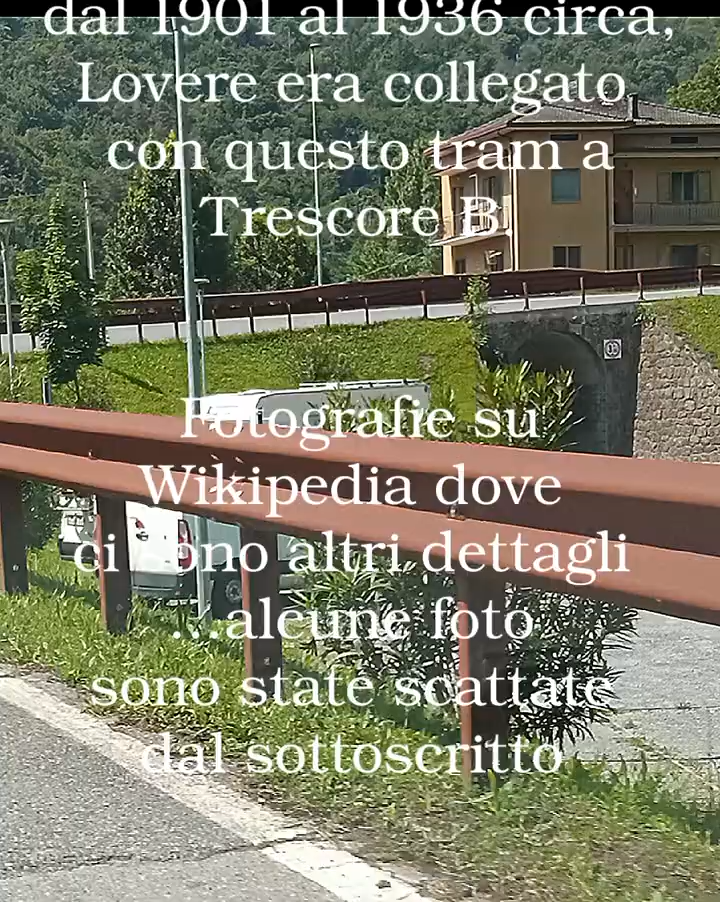 dal 1901 al 1936 circa,
Lovere era collegato
con questo tram a
Trescore B.
Fotografie su
Wikipedia dove
ci sono altri dettagli
...alcune foto
sono state scattate
dal sottoscritto